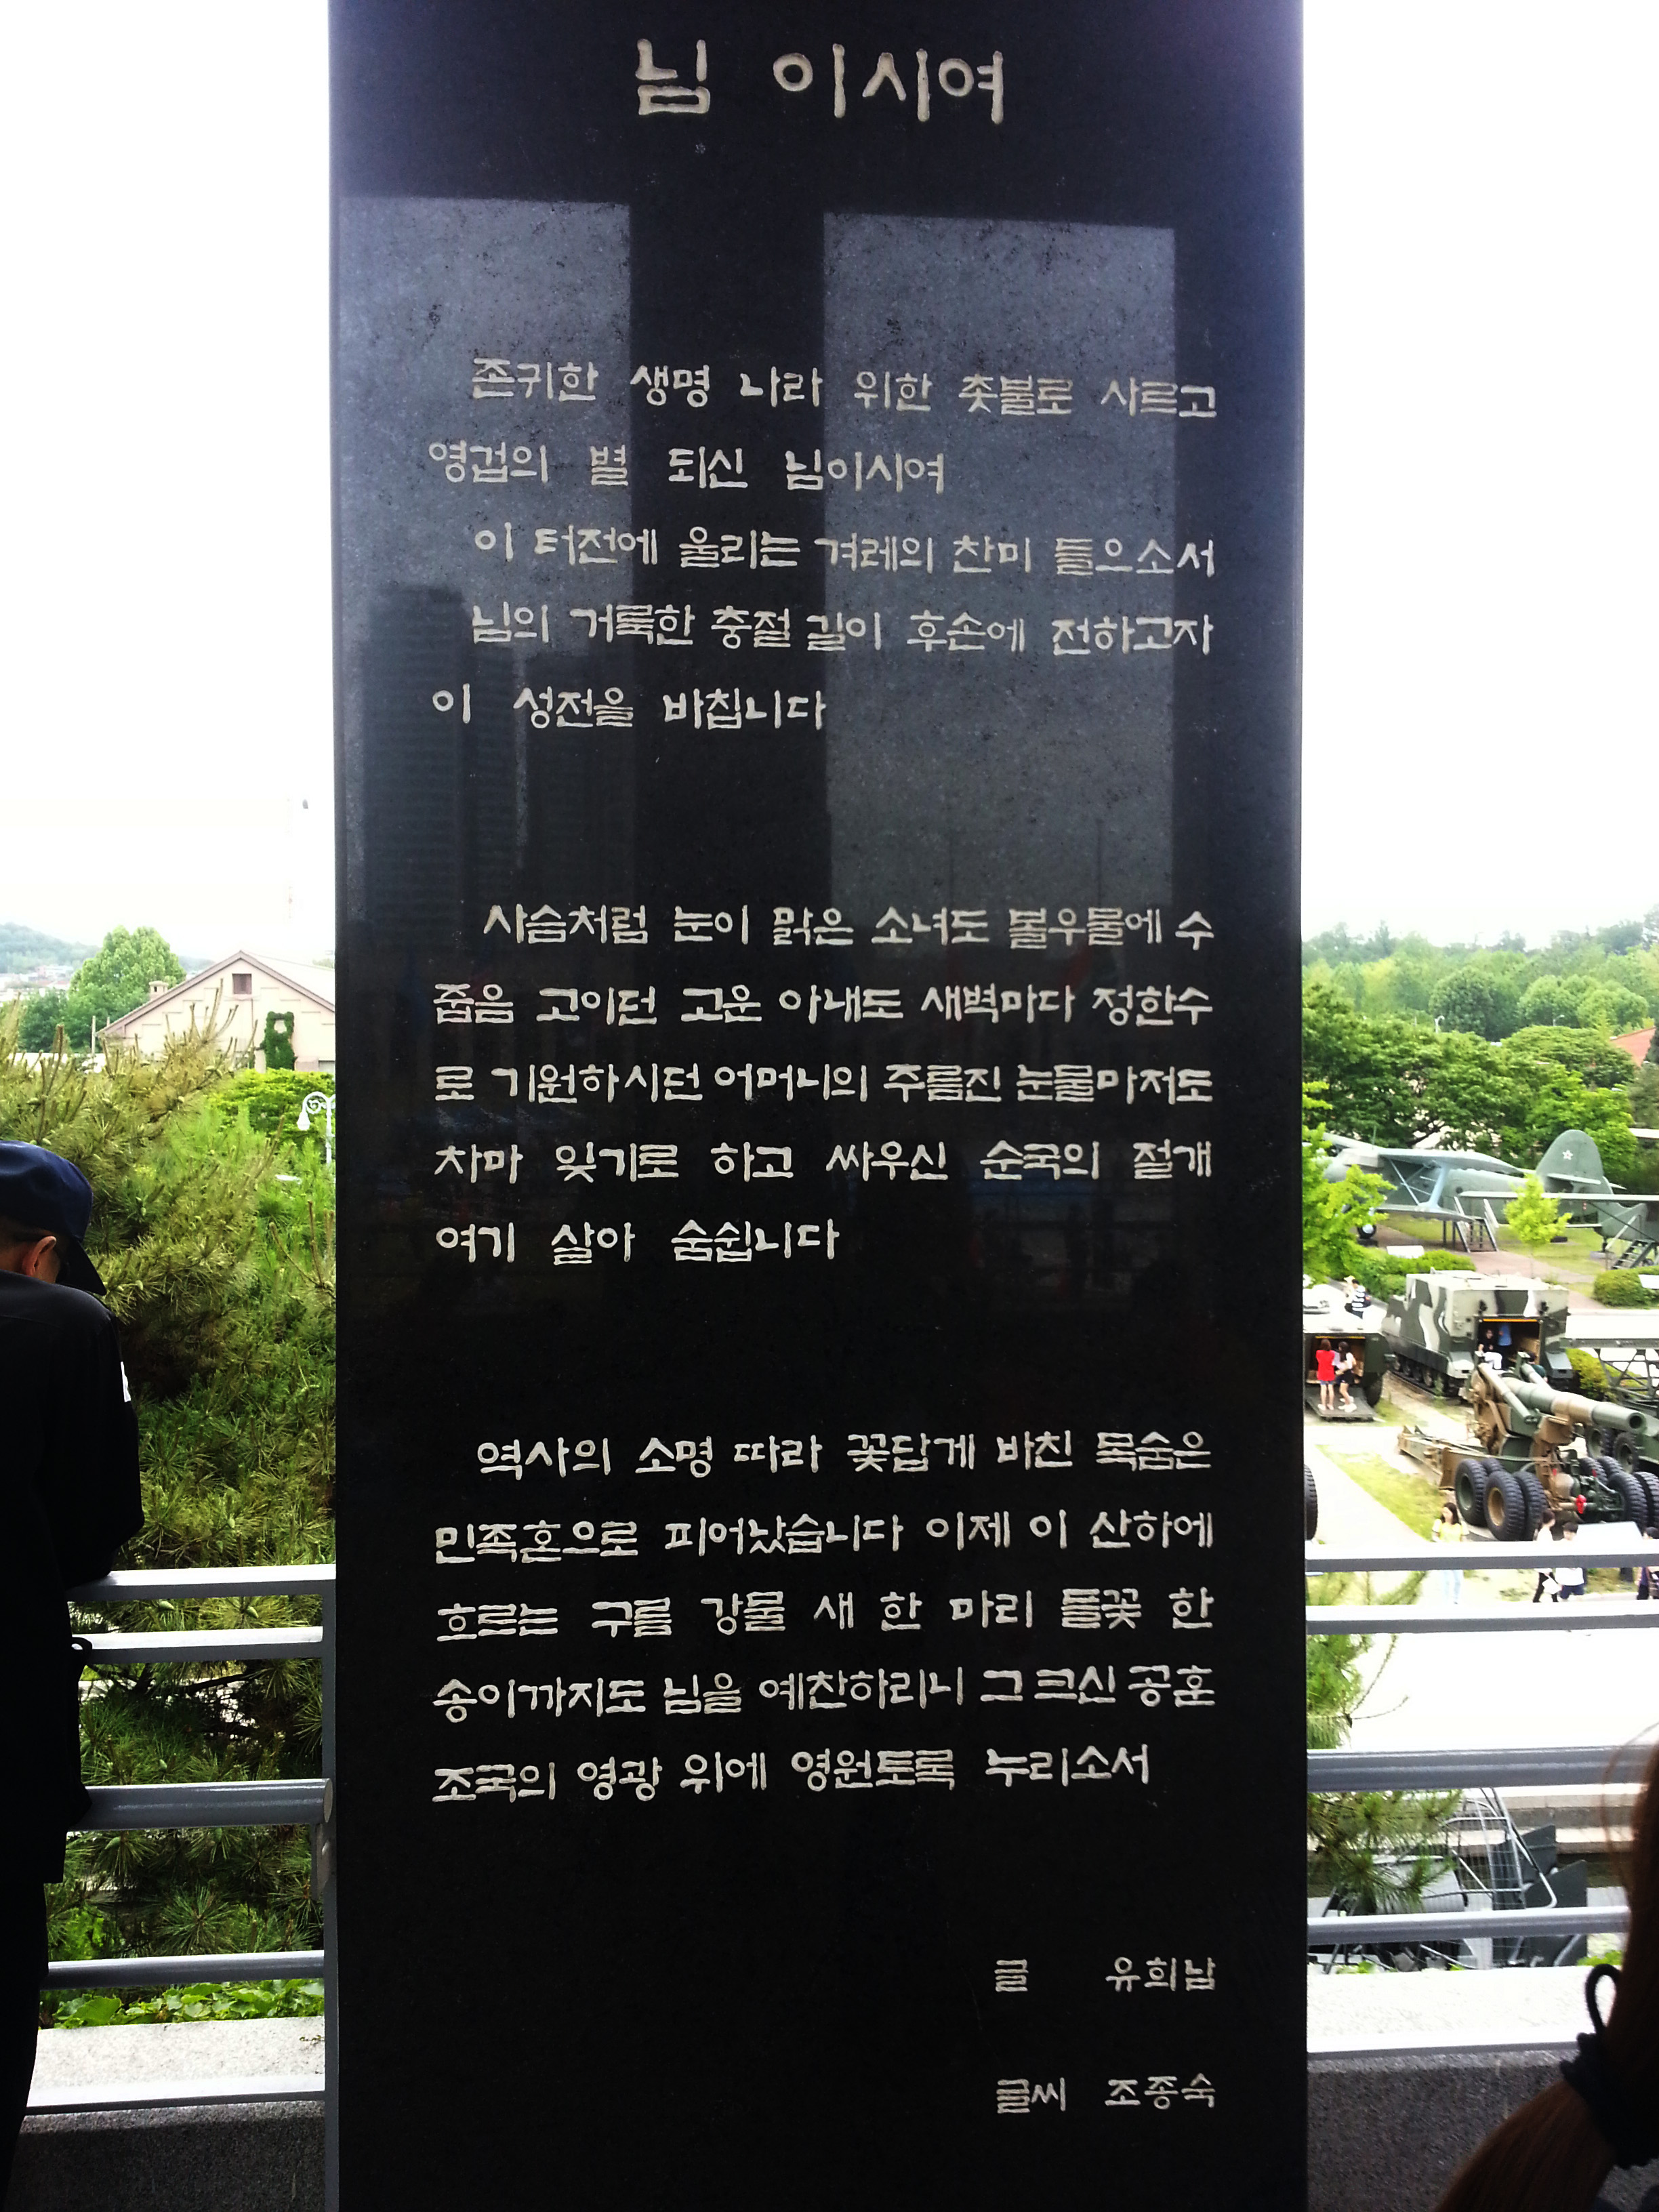 님 이시여
존귀한 생명 나라 위한 촛불로 사르고
영겁의 별 되신 님이시여
이 터전에 울리는 겨레의 찬미 들으소서
님의 거룩한 충절 길이 후손에 전하고자
이 성전을 바칩니다
사슴처럼 눈이 맑은 소녀도 볼우물에 수
줍음 고이던 고운 아내도 새벽마다 정한수
로 기원하시던 어머니의 주름진 눈물마저도
차마 잊기로 하고 싸우신 순국의 절개
여기 살아 숨쉽니다
역사의 소명 따라 꽃답게 바친 목숨은
민족혼으로 피어났습니다 이제 이 산하에
흐르는 구름 강물 새 한 마리 들꽃 한
송이까지도 님을 예찬하리니 그 크신 공훈
조국의 영광 위에 영원토록 누리소서
글 유희남
글씨 조종숙